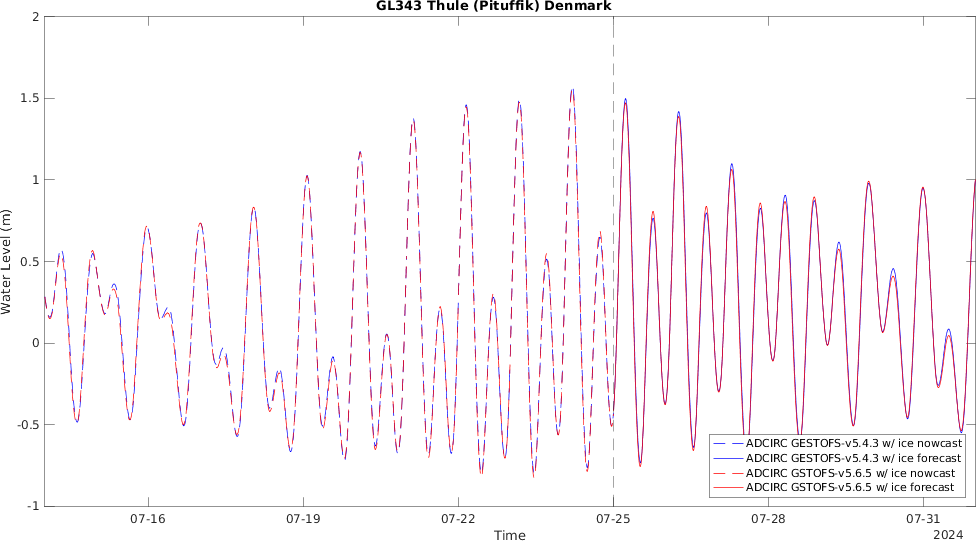 GL343 Thule (Pituffik) Denmark
2
1.5
1
0.5
0
-0.5
-1
Water Level (m)
ADCIRC GESTOFS-v5.4.3 w/ ice nowcast
ADCIRC GESTOFS-v5.4.3 w/ ice forecast
ADCIRC GSTOFS-v5.6.5 w/ ice nowcast
ADCIRC GSTOFS-v5.6.5 w/ ice forecast
07-16
07-19
07-22
07-25
07-28
07-31
Time
2024